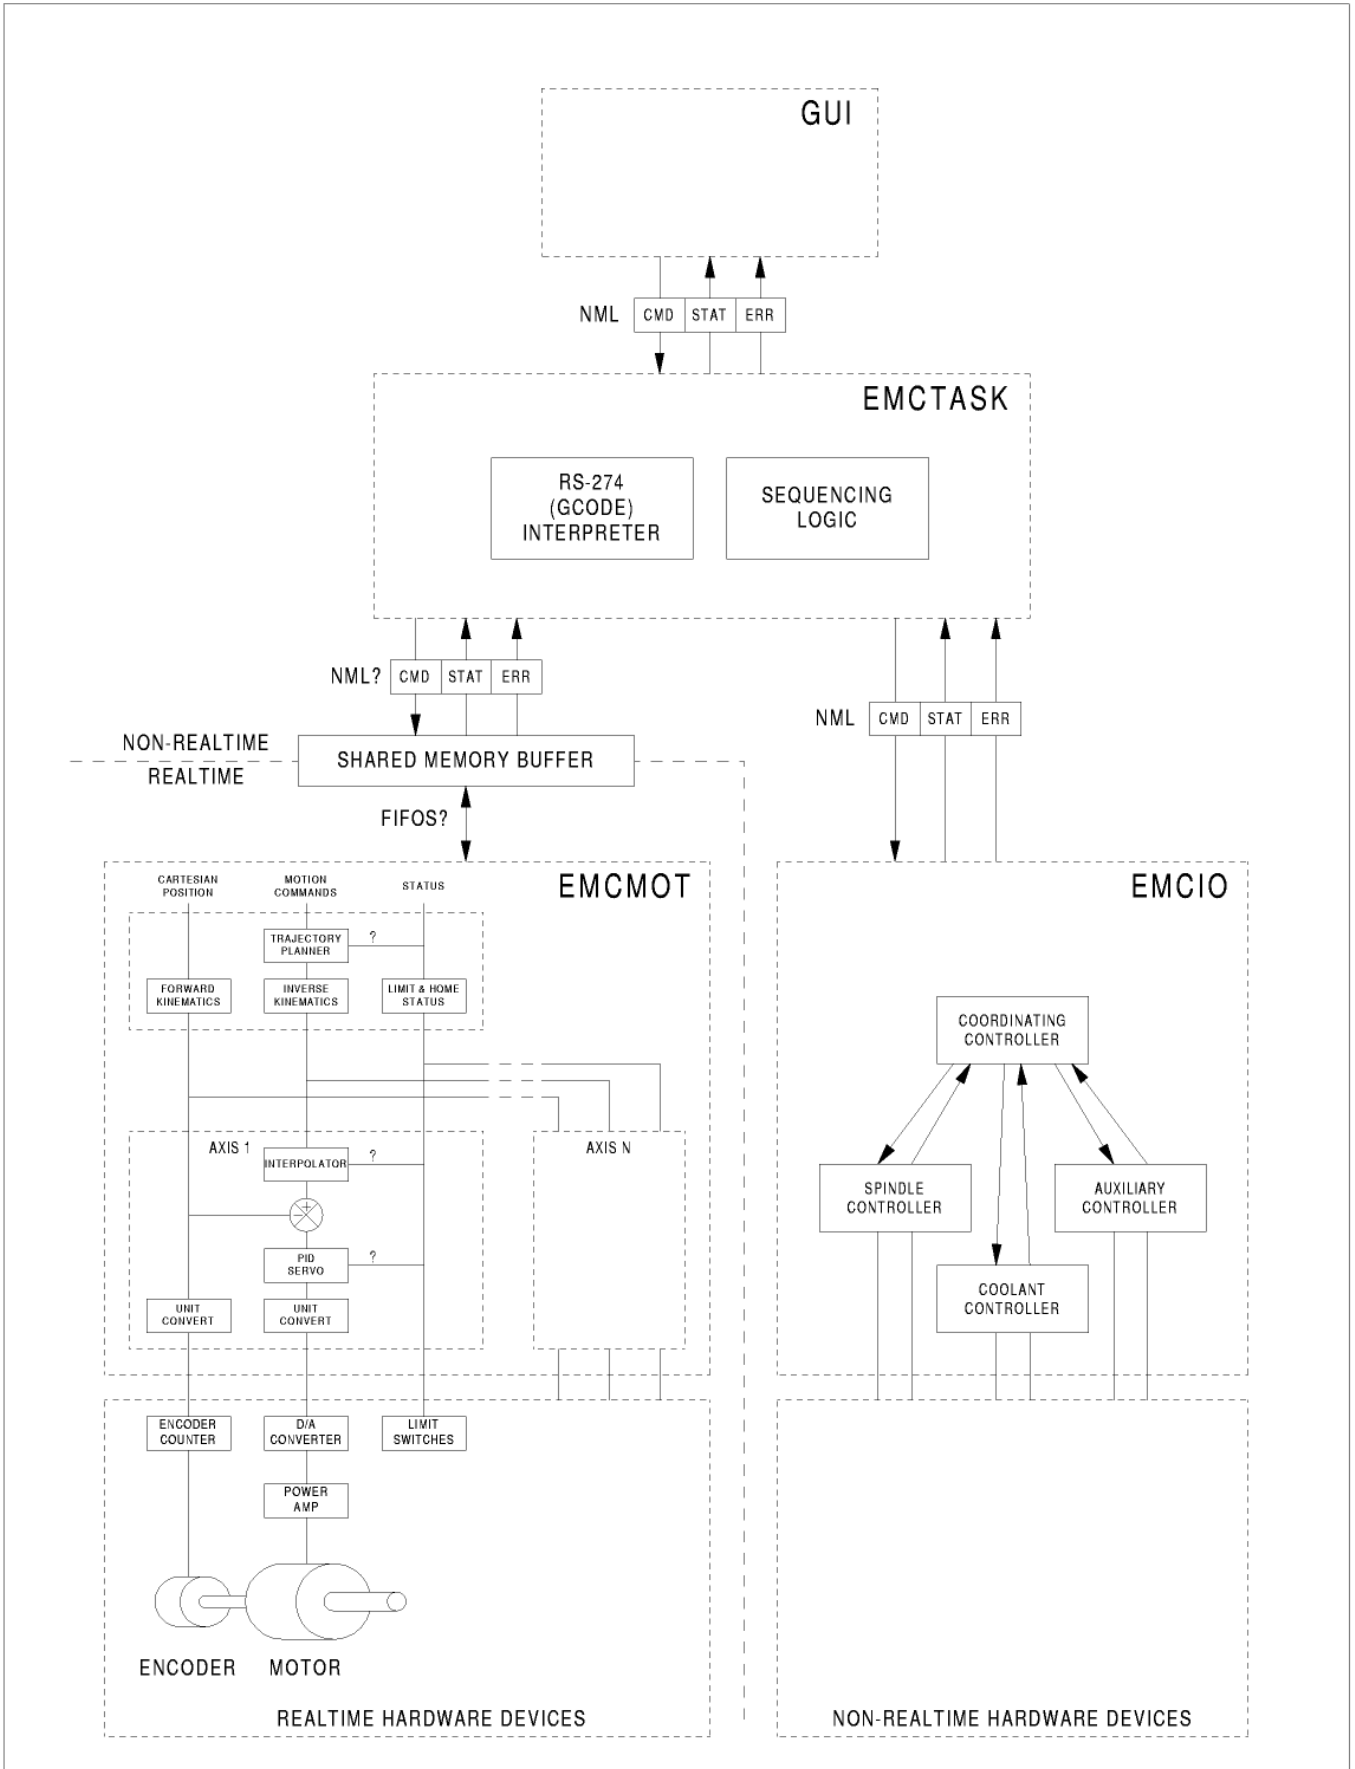 GUI
NML
CMD
STAT
ERR
EMCTASK
RS-274
(GCODE)
INTERPRETER
SEQUENCING
LOGIC
NML?
CMD
STAT
ERR
NML
CMD
STAT
ERR
NON-REALTIME
REALTIME
SHARED MEMORY BUFFER
FIFOS?
EMCMOT
CARTESIAN
POSITION
MOTION
COMMANDS
STATUS
TRAJECTORY
PLANNER
?
FORWARD
KINEMATICS
INVERSE
KINEMATICS
LIMIT & HOME
STATUS
AXIS 1
INTERPOLATOR
?
+
−
PID
SERVO
?
UNIT
CONVERT
UNIT
CONVERT
AXIS N
EMCIO
COORDINATING
CONTROLLER
SPINDLE
CONTROLLER
AUXILIARY
CONTROLLER
COOLANT
CONTROLLER
ENCODER
COUNTER
D/A
CONVERTER
LIMIT
SWITCHES
POWER
AMP
ENCODER
MOTOR
REALTIME HARDWARE DEVICES
NON-REALTIME HARDWARE DEVICES